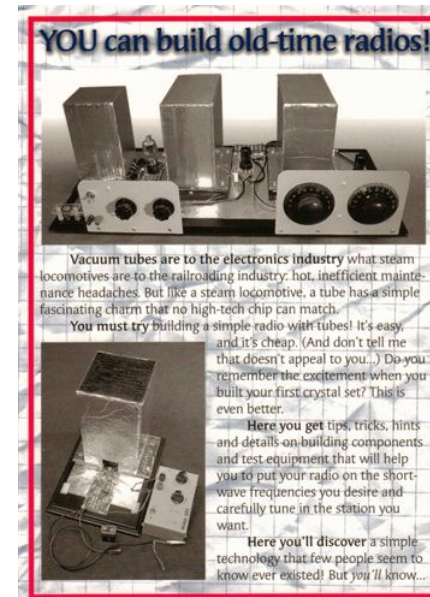 YOU can build old-time radios!
Vacuum tubes are to the electronics industry what steam
locomotives are to the railroading industry: hot, inefficient mainte-
nance headaches. But like a steam locomotive, a tube has a simple
fascinating charm that no high-tech chip can match.
You must try building a simple radio with tubes! It's easy,
and it's cheap. (And don't tell me
that doesn't appeal to you...) Do you
remember the excitement when you
built your first crystal set? This is
even better.
Here you get tips, tricks, hints
and details on building components
and test equipment that will help
you to put your radio on the short-
wave frequencies you desire and
carefully tune in the station you
want.
Here you'll discover a simple
technology that few people seem to
know ever existed! But you'll know...